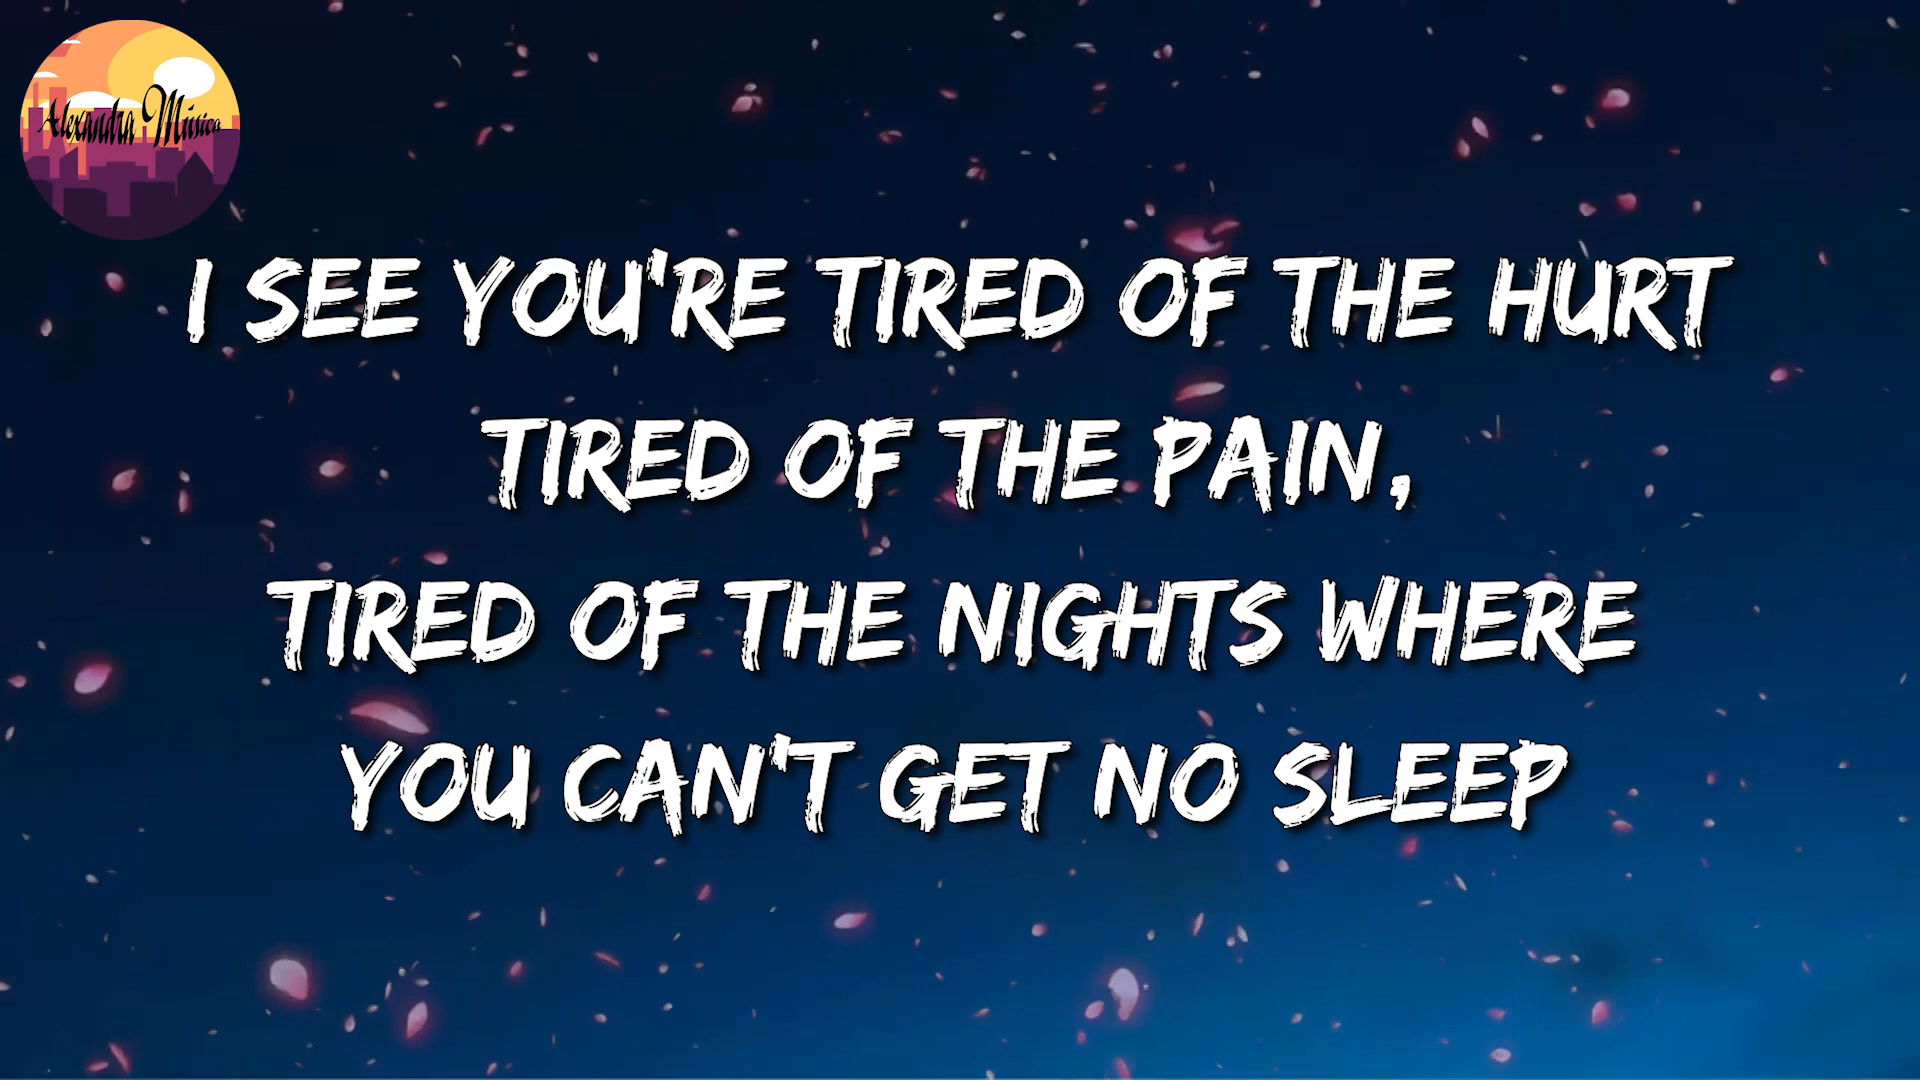 Alexandra Música
I SEE YOU'RE TIRED OF THE HURT
TIRED OF THE PAIN,
TIRED OF THE NIGHTS WHERE
YOU CAN'T GET NO SLEEP